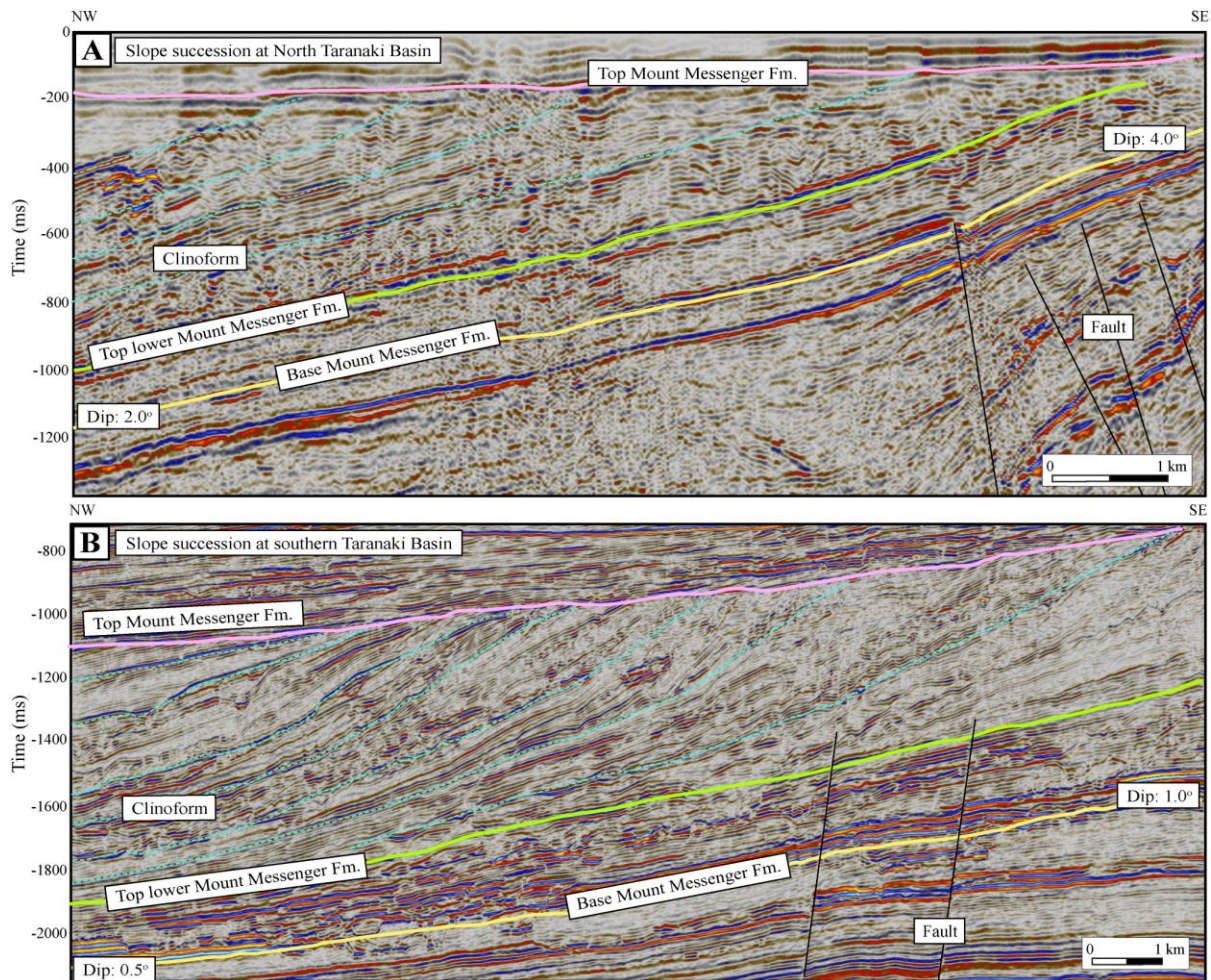 NW SE
0
A Slope succession at North Taranaki Basin
Top Mount Messenger Fm.
-200
Dip: 4.0°
-400
Time (ms)
-600
Clinoform
-800
Top lower Mount Messenger Fm.
Fault
Base Mount Messenger Fm.
-1000
Dip: 2.0°
-1200
0 1 km
NW SE
B Slope succession at southern Taranaki Basin
-800
Top Mount Messenger Fm.
-1000
-1200
Time (ms)
-1400
Clinoform
-1600
Dip: 1.0°
-1800
Top lower Mount Messenger Fm.
Base Mount Messenger Fm.
-2000
Fault
Dip: 0.5°
0 1 km